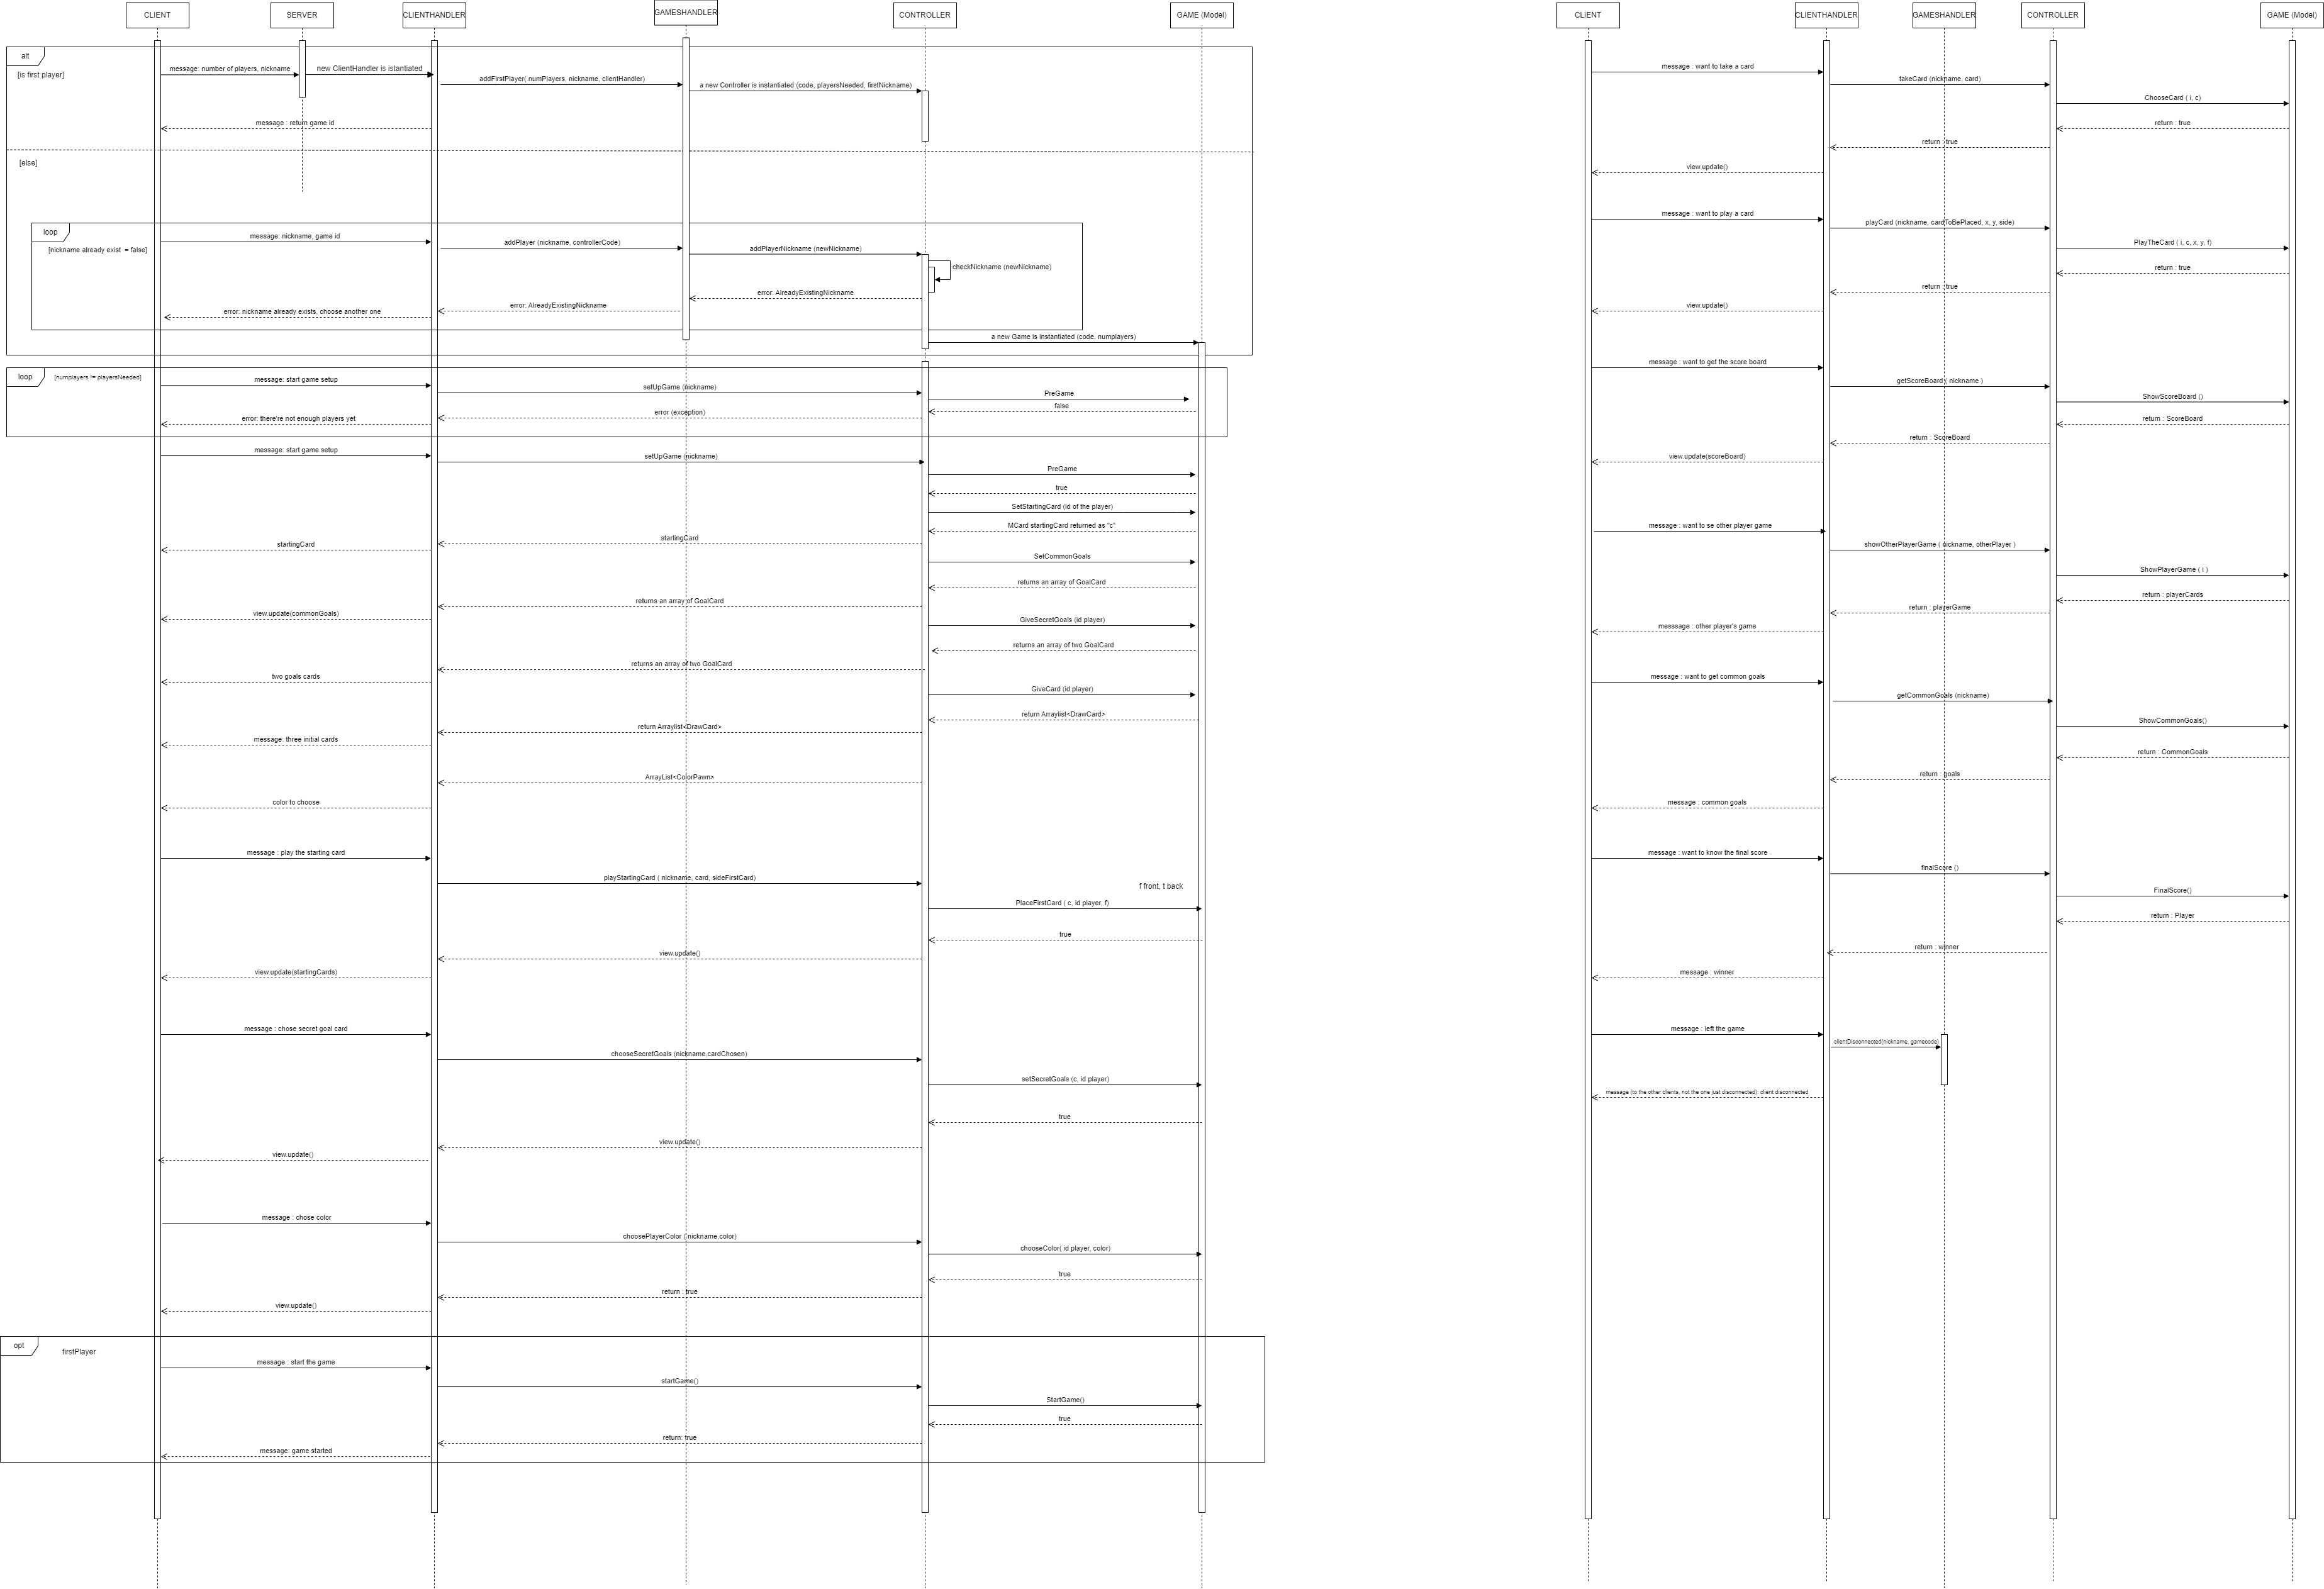 CLIENT
SERVER
CLIENTHANDLER
GAMESHANDLER
CONTROLLER
GAME (Model)
alt
[is first player]
message: number of players, nickname
new ClientHandler is istantiated
addFirstPlayer( numPlayers, nickname, clientHandler)
a new Controller is instantiated (code, playersNeeded, firstNickname)
message : return game id
[else]
loop
[nickname already exist = false]
message: nickname, game id
addPlayer (nickname, controllerCode)
addPlayerNickname (newNickname)
checkNickname (newNickname)
error: AlreadyExistingNickname
error: AlreadyExistingNickname
error: nickname already exists, choose another one
a new Game is instantiated (code, numplayers)
loop
[numplayers != playersNeeded]
message: start game setup
setUpGame (nickname)
PreGame
false
error (exception)
error: there're not enough players yet
message: start game setup
setUpGame (nickname)
PreGame
true
SetStartingCard (id of the player)
MCard startingCard returned as "c"
startingCard
startingCard
SetCommonGoals
returns an array of GoalCard
returns an array of GoalCard
view.update(commonGoals)
GiveSecretGoals (id player)
returns an array of two GoalCard
returns an array of two GoalCard
two goals cards
GiveCard (id player)
return Arraylist<DrawCard>
return Arraylist<DrawCard>
message: three initial cards
ArrayList<ColorPawn>
color to choose
message : play the starting card
playStartingCard ( nickname, card, sideFirstCard)
f front, t back
PlaceFirstCard ( c, id player, f)
true
view.update()
view.update(startingCards)
message : chose secret goal card
chooseSecretGoals (nickname,cardChosen)
setSecretGoals (c, id player)
true
view.update()
view.update()
message : chose color
choosePlayerColor ( nickname,color)
chooseColor( id player, color)
true
return : true
view.update()
opt
firstPlayer
message : start the game
startGame()
StartGame()
true
return: true
message: game started
CLIENT
CLIENTHANDLER
GAMESHANDLER
CONTROLLER
GAME (Model)
message : want to take a card
takeCard (nickname, card)
ChooseCard ( i, c)
return : true
return : true
view.update()
message : want to play a card
playCard (nickname, cardToBePlaced, x, y, side)
PlayTheCard ( i, c, x, y, f)
return : true
return : true
view.update()
message : want to get the score board
getScoreBoard ( nickname )
ShowScoreBoard ()
return : ScoreBoard
return : ScoreBoard
view.update(scoreBoard)
message : want to se other player game
showOtherPlayerGame ( nickname, otherPlayer )
ShowPlayerGame ( i )
return : playerCards
return : playerGame
messsage : other player's game
message : want to get common goals
getCommonGoals (nickname)
ShowCommonGoals()
return : CommonGoals
return : goals
message : common goals
message : want to know the final score
finalScore ()
FinalScore()
return : Player
return : winner
message : winner
message : left the game
clientDisconnected(nickname, gamecode)
message (to the other clients, not the one just disconnected): client disconnected